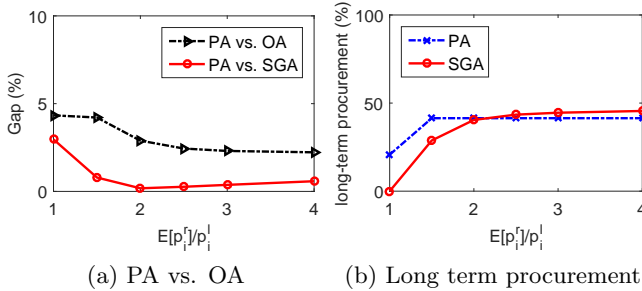 10
5
0
Gap (%)
PA vs. OA
PA vs. SGA
1
2
3
4
E[p_i^r]/p_i^l
(a) PA vs. OA
100
50
0
long-term procurement (%)
PA
SGA
1
2
3
4
E[p_i^r]/p_i^l
(b) Long term procurement